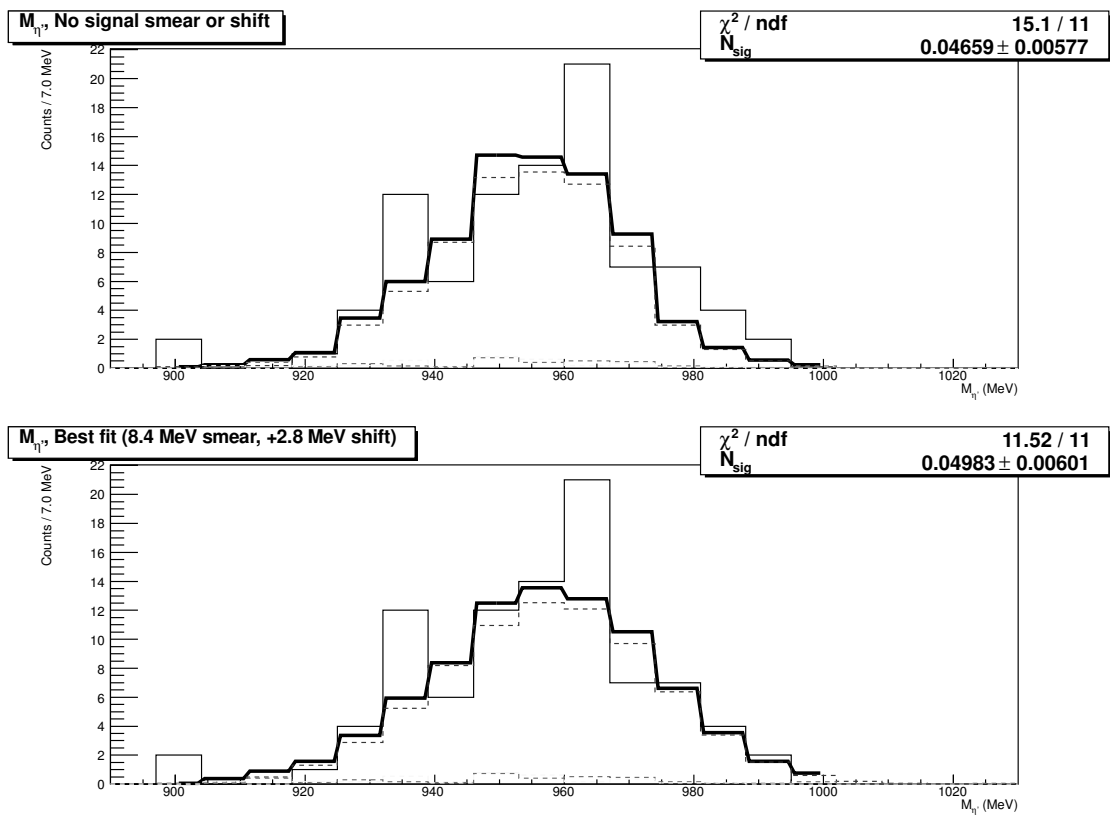 M_η', No signal smear or shift
χ² / ndf 15.1 / 11
N_sig 0.04659 ± 0.00577
Counts / 7.0 MeV
22
20
18
16
14
12
10
8
6
4
2
0
900 920 940 960 980 1000 1020
M_η' (MeV)
M_η', Best fit (8.4 MeV smear, +2.8 MeV shift)
χ² / ndf 11.52 / 11
N_sig 0.04983 ± 0.00601
Counts / 7.0 MeV
22
20
18
16
14
12
10
8
6
4
2
0
900 920 940 960 980 1000 1020
M_η' (MeV)